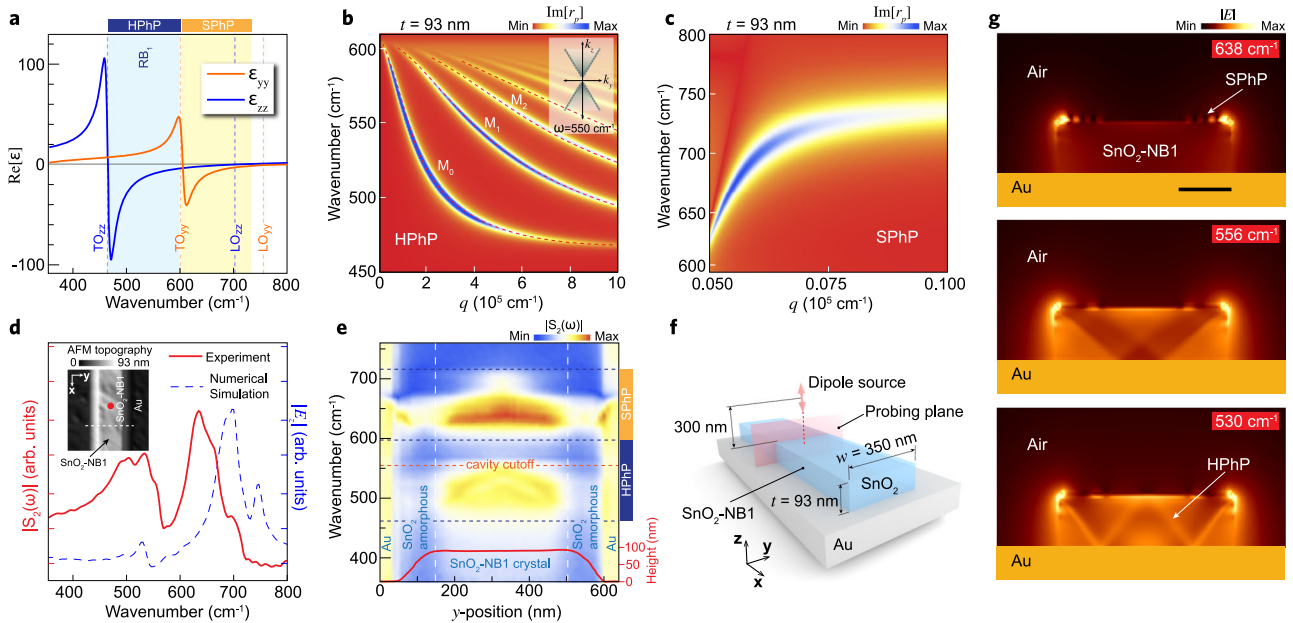 a
HPhP
SPhP
RB1
εyy
εzz
100
0
-100
Re[ε]
TOzz
TOyy
LOzz
LOyy
400
500
600
700
800
Wavenumber (cm⁻¹)
b
t = 93 nm
Im[rp]
Min
Max
600
550
500
450
Wavenumber (cm⁻¹)
M2
M1
M0
kz
ky
ω=550 cm⁻¹
HPhP
0
2
4
6
8
10
q (10⁵ cm⁻¹)
c
t = 93 nm
Im[rp]
Min
Max
800
750
700
650
600
Wavenumber (cm⁻¹)
SPhP
0.050
0.075
0.100
q (10⁵ cm⁻¹)
d
AFM topography
0
93 nm
y
x
SnO₂-NB1
Au
SnO₂-NB1
Experiment
Numerical
Simulation
|S₂(ω)| (arb. units)
|Ez| (arb. units)
400
500
600
700
800
Wavenumber (cm⁻¹)
e
|S₂(ω)|
Min
Max
750
700
650
600
550
500
450
400
Wavenumber (cm⁻¹)
cavity cutoff
Au
SnO₂
amorphous
SnO₂
amorphous
Au
SnO₂-NB1 crystal
SPhP
HPhP
100
50
0
Height (nm)
0
200
400
600
y-position (nm)
f
Dipole source
Probing plane
300 nm
w = 350 nm
SnO₂
t = 93 nm
SnO₂-NB1
Au
z
y
x
g
|E|
Min
Max
638 cm⁻¹
Air
SPhP
SnO₂-NB1
Au
556 cm⁻¹
Air
Au
530 cm⁻¹
Air
HPhP
Au